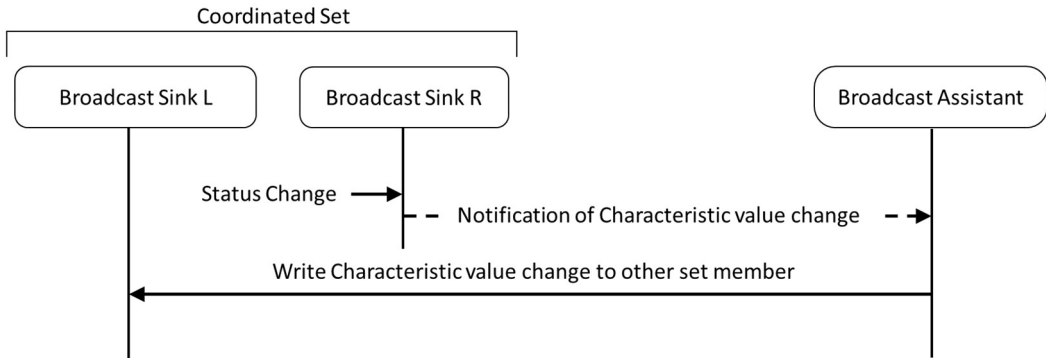 Coordinated Set
Broadcast Sink L
Broadcast Sink R
Broadcast Assistant
Status Change
Notification of Characteristic value change
Write Characteristic value change to other set member